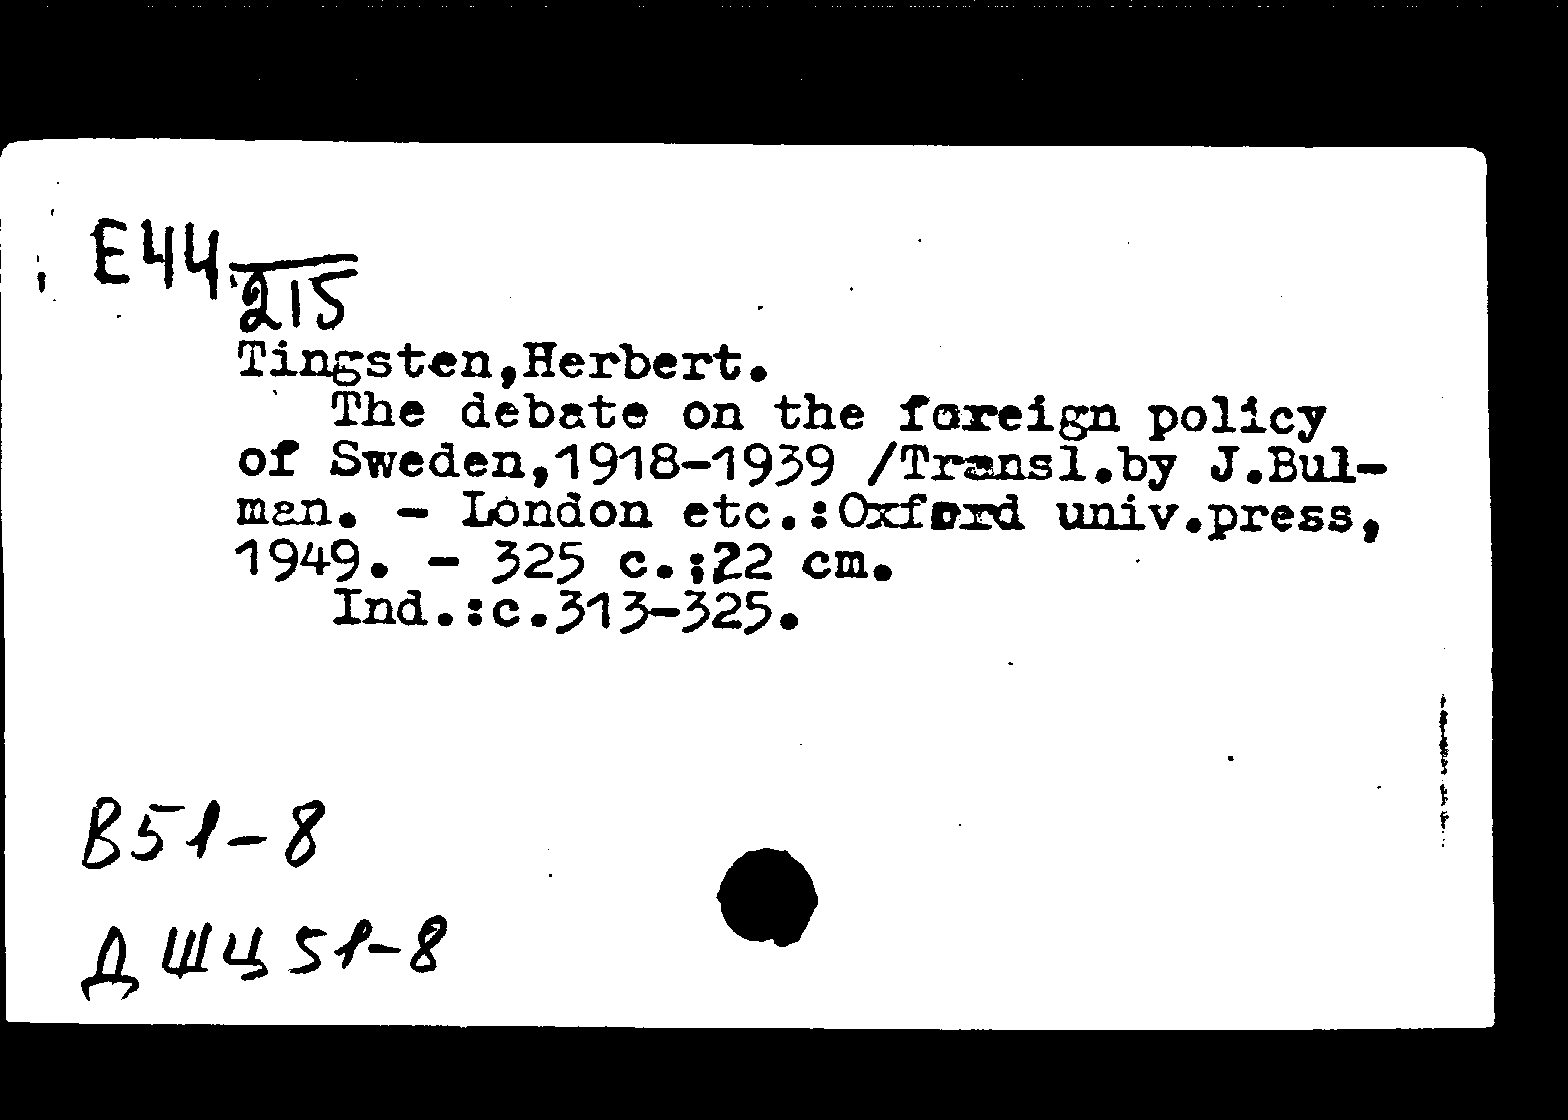 E44
215
Tingsten,Herbert.
The debate on the foreign policy
of Sweden,1918-1939 /Transl.by J.Bul-
man. - London etc.:Oxford univ.press,
1949. - 325 c.;22 cm.
Ind.:c.313-325.
В51-8
ДШЦ51-8